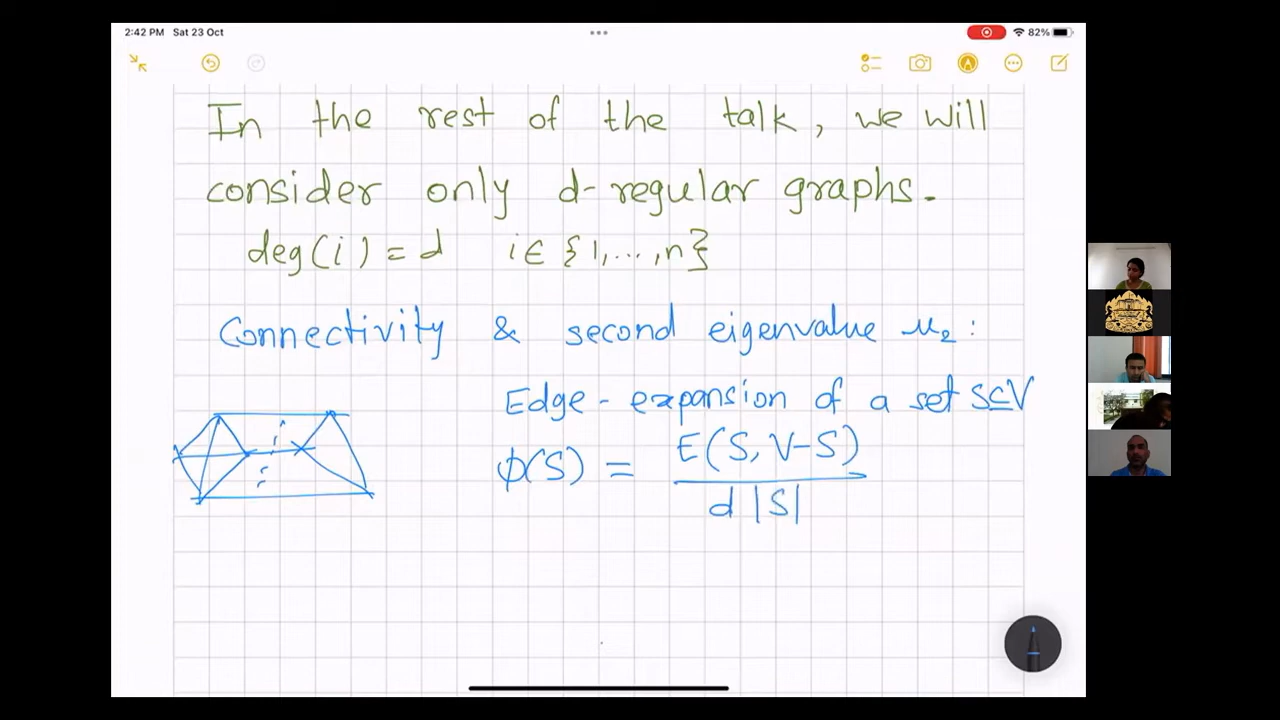 2:42 PM Sat 23 Oct
82%
In the rest of the talk, we will
consider only d-regular graphs.
deg(i) = d i ∈ {1,...,n}
Connectivity & second eigenvalue μ₂:
Edge-expansion of a set S⊆V
φ(S) = E(S, V-S) / d|S|